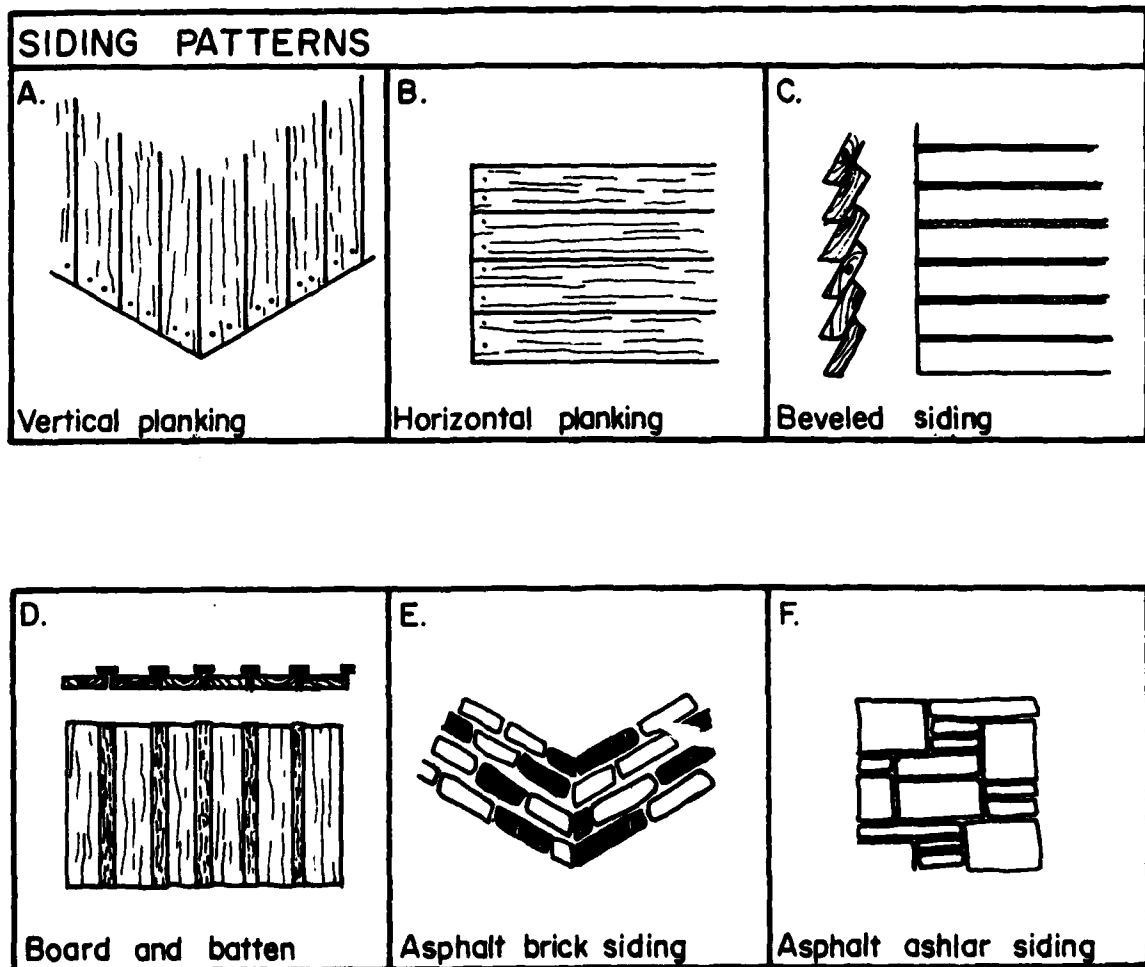 SIDING PATTERNS
A.
Vertical planking
B.
Horizontal planking
C.
Beveled siding
D.
Board and batten
E.
Asphalt brick siding
F.
Asphalt ashlar siding